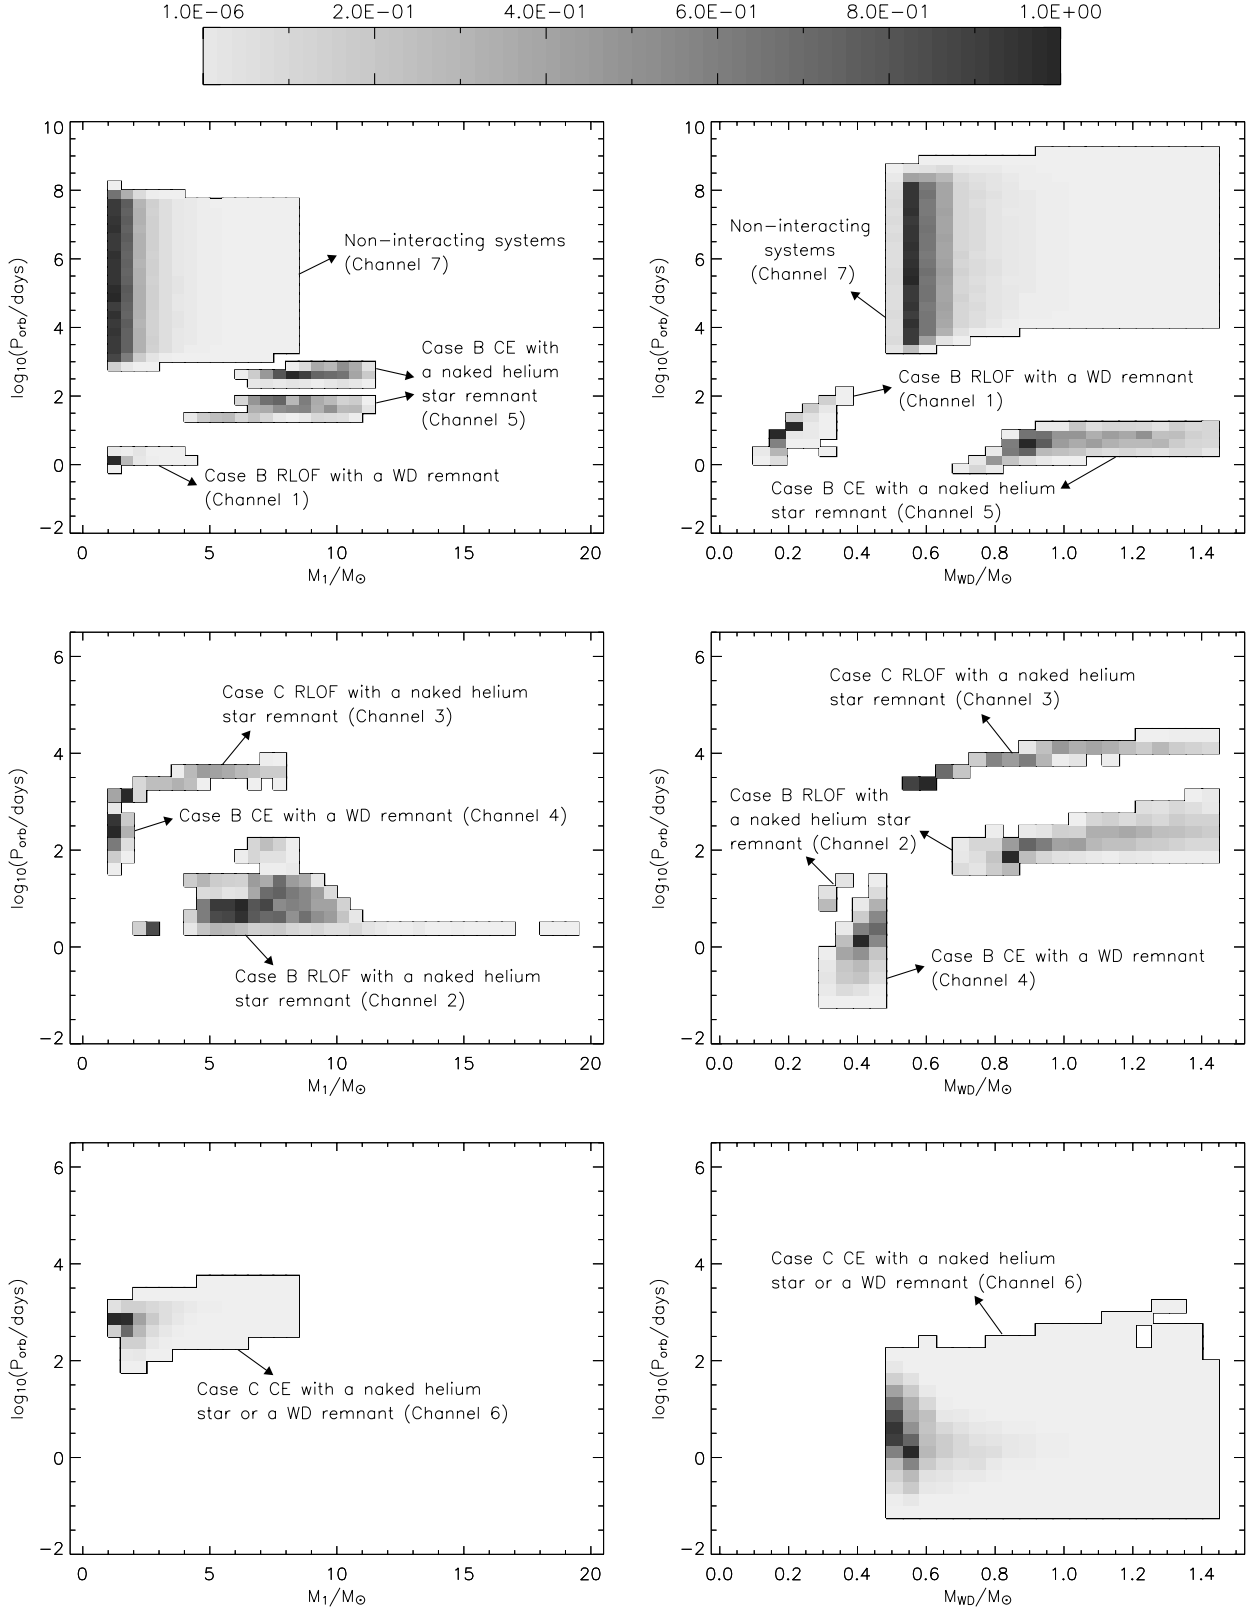 1.0E-06 2.0E-01 4.0E-01 6.0E-01 8.0E-01 1.0E+00
10
8
6
4
2
0
−2
log10(Porb/days)
Non-interacting systems
(Channel 7)
Case B CE with
a naked helium
star remnant
(Channel 5)
Case B RLOF with a WD remnant
(Channel 1)
0 5 10 15 20
M1/M⊙
10
8
6
4
2
0
−2
log10(Porb/days)
Non-interacting
systems
(Channel 7)
Case B RLOF with a WD remnant
(Channel 1)
Case B CE with a naked helium
star remnant (Channel 5)
0.0 0.2 0.4 0.6 0.8 1.0 1.2 1.4
MWD/M⊙
6
4
2
0
−2
log10(Porb/days)
Case C RLOF with a naked helium
star remnant (Channel 3)
Case B CE with a WD remnant (Channel 4)
Case B RLOF with a naked helium
star remnant (Channel 2)
0 5 10 15 20
M1/M⊙
6
4
2
0
−2
log10(Porb/days)
Case C RLOF with a naked helium
star remnant (Channel 3)
Case B RLOF with
a naked helium star
remnant (Channel 2)
Case B CE with a WD remnant
(Channel 4)
0.0 0.2 0.4 0.6 0.8 1.0 1.2 1.4
MWD/M⊙
6
4
2
0
−2
log10(Porb/days)
Case C CE with a naked helium
star or a WD remnant (Channel 6)
0 5 10 15 20
M1/M⊙
6
4
2
0
−2
log10(Porb/days)
Case C CE with a naked helium
star or a WD remnant (Channel 6)
0.0 0.2 0.4 0.6 0.8 1.0 1.2 1.4
MWD/M⊙